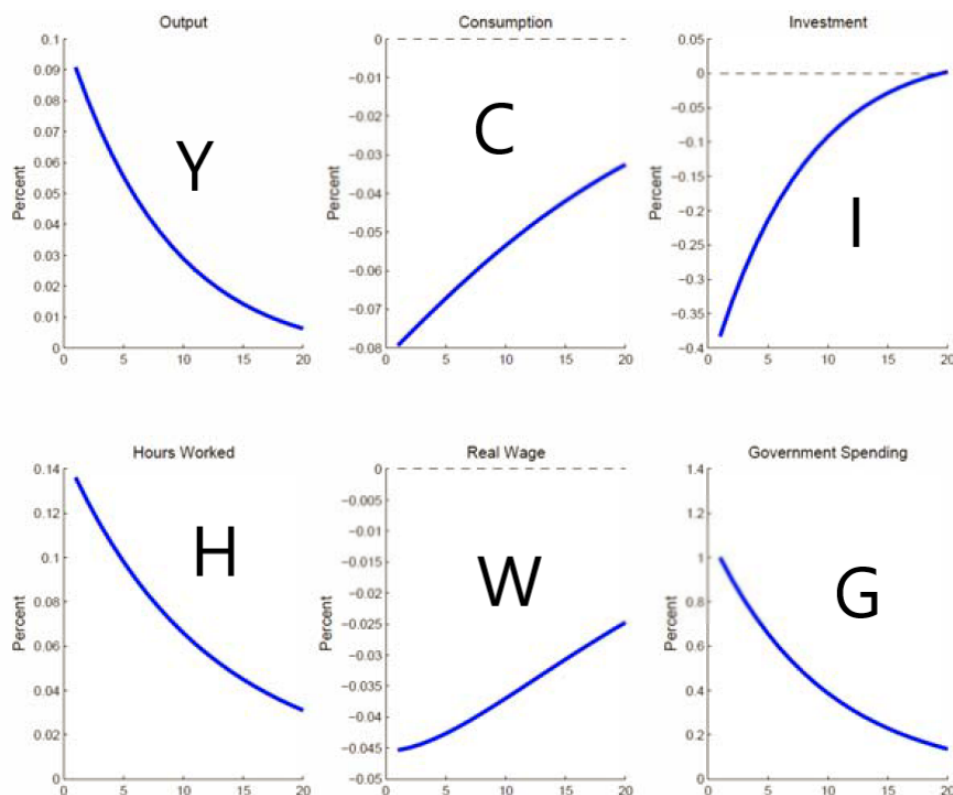 Output
Percent
0.1
0.09
0.08
0.07
0.06
0.05
0.04
0.03
0.02
0.01
0
0 5 10 15 20
Y
Consumption
0
−0.01
−0.02
−0.03
−0.04
−0.05
−0.06
−0.07
−0.08
0 5 10 15 20
C
Investment
Percent
0.05
0
−0.05
−0.1
−0.15
−0.2
−0.25
−0.3
−0.35
−0.4
0 5 10 15 20
I
Hours Worked
Percent
0.14
0.12
0.1
0.08
0.06
0.04
0.02
0
0 5 10 15 20
H
Real Wage
0
−0.005
−0.01
−0.015
−0.02
−0.025
−0.03
−0.035
−0.04
−0.045
−0.05
0 5 10 15 20
W
Government Spending
Percent
1.4
1.2
1
0.8
0.6
0.4
0.2
0
0 5 10 15 20
G